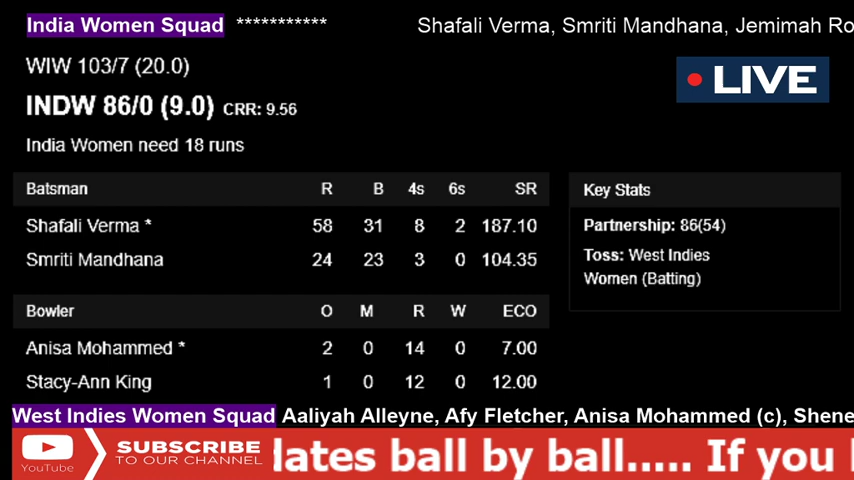 India Women Squad *********** Shafali Verma, Smriti Mandhana, Jemimah Ro
WIW 103/7 (20.0)
LIVE
INDW 86/0 (9.0) CRR: 9.56
India Women need 18 runs
Batsman R B 4s 6s SR
Shafali Verma * 58 31 8 2 187.10
Smriti Mandhana 24 23 3 0 104.35
Key Stats
Partnership: 86(54)
Toss: West Indies
Women (Batting)
Bowler O M R W ECO
Anisa Mohammed * 2 0 14 0 7.00
Stacy-Ann King 1 0 12 0 12.00
West Indies Women Squad Aaliyah Alleyne, Afy Fletcher, Anisa Mohammed (c), Shene
YouTube
SUBSCRIBE
TO OUR CHANNEL
dates ball by ball..... If you